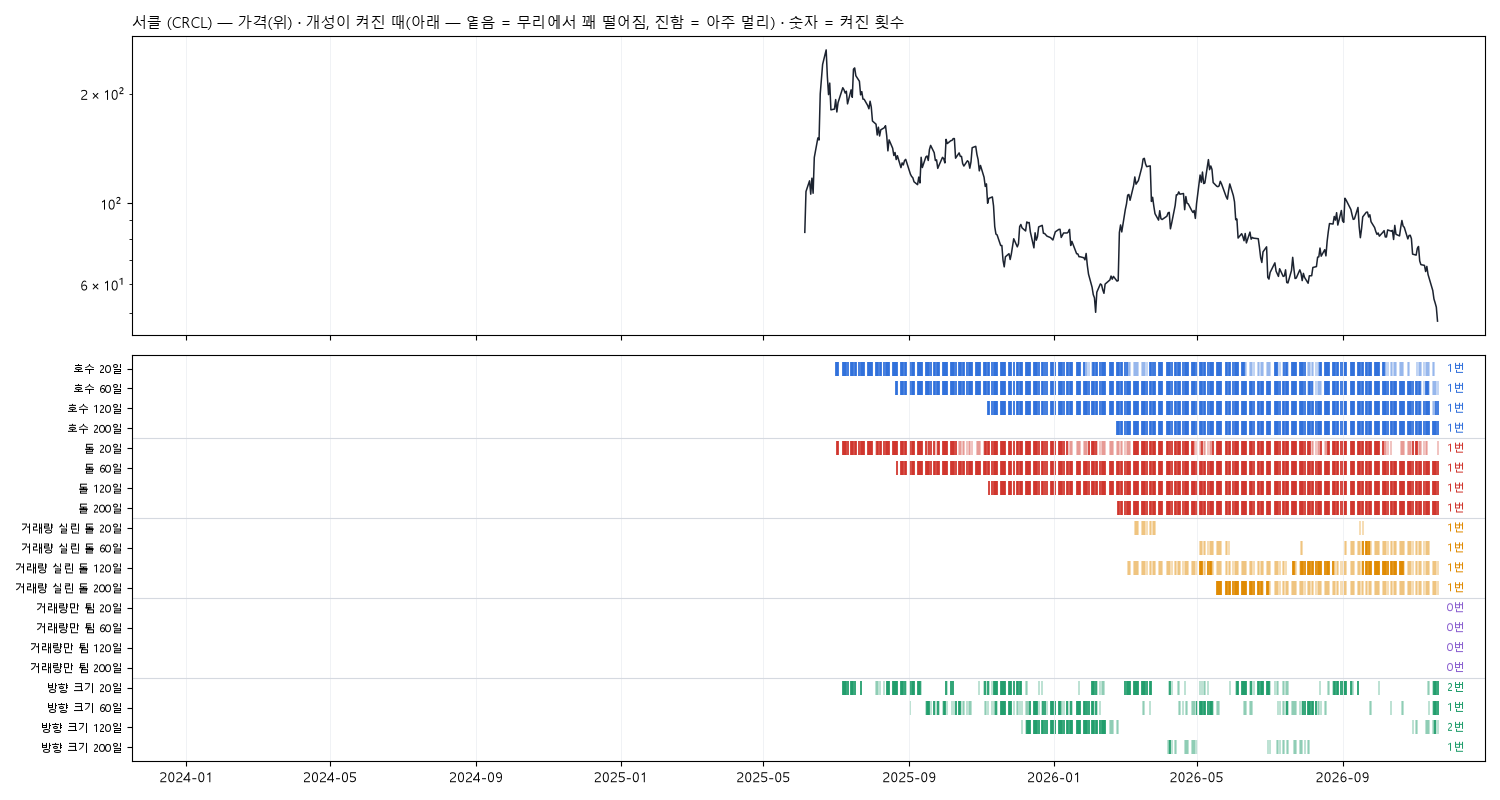 서클 (CRCL) — 가격(위) · 개성이 켜진 때(아래 — 옅음 = 무리에서 꽤 떨어짐, 진함 = 아주 멀리) · 숫자 = 켜진 횟수
2 × 10²
10²
6 × 10¹
호수 20일 1번
호수 60일 1번
호수 120일 1번
호수 200일 1번
돌 20일 1번
돌 60일 1번
돌 120일 1번
돌 200일 1번
거래량 실린 돌 20일 1번
거래량 실린 돌 60일 1번
거래량 실린 돌 120일 1번
거래량 실린 돌 200일 1번
거래량만 튐 20일 0번
거래량만 튐 60일 0번
거래량만 튐 120일 0번
거래량만 튐 200일 0번
방향 크기 20일 2번
방향 크기 60일 1번
방향 크기 120일 2번
방향 크기 200일 1번
2024-01 2024-05 2024-09 2025-01 2025-05 2025-09 2026-01 2026-05 2026-09